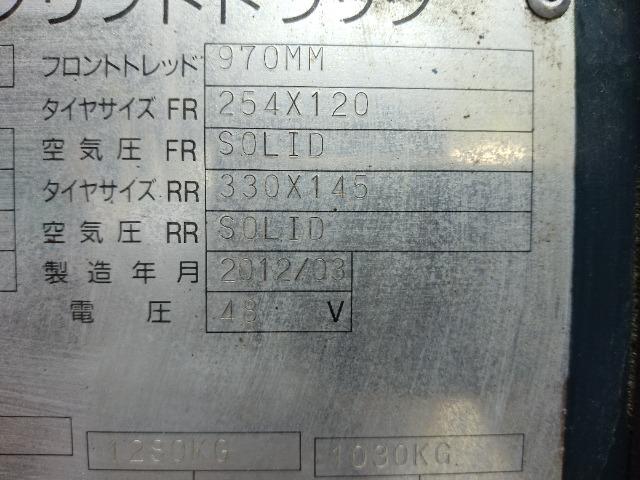 フロントトレッド 970MM
タイヤサイズ FR 254X120
空気圧 FR SOLID
タイヤサイズ RR 330X145
空気圧 RR SOLID
製造年月 2012/03
電圧 48 V
1280KG 1030KG